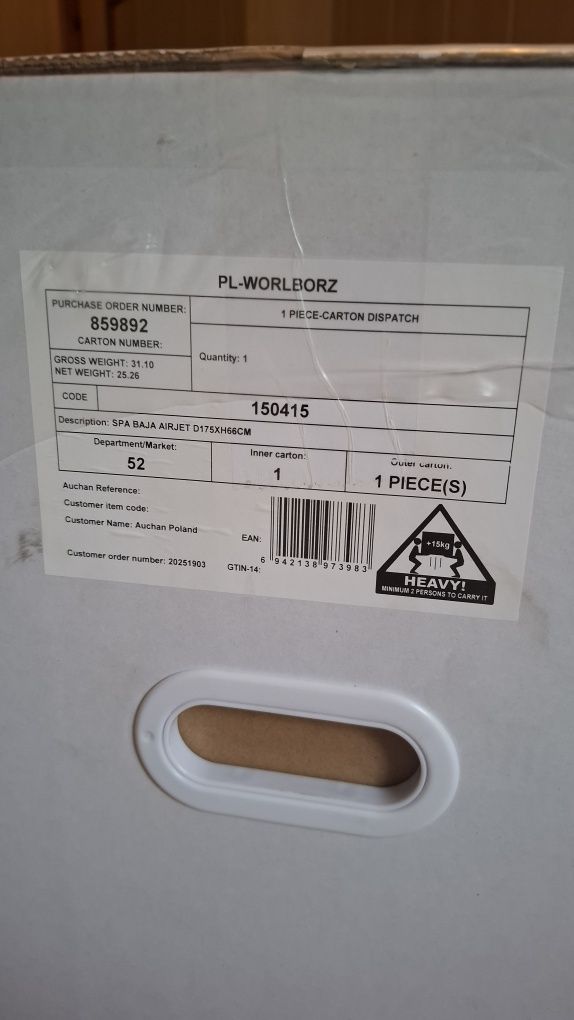 PL-WORLBORZ
PURCHASE ORDER NUMBER:
859892
CARTON NUMBER:
1 PIECE-CARTON DISPATCH
GROSS WEIGHT: 31.10
NET WEIGHT: 25.26
Quantity: 1
CODE
150415
Description: SPA BAJA AIRJET D175XH66CM
Department/Market:
52
Inner carton:
1
Outer carton:
1 PIECE(S)
Auchan Reference:
Customer item code:
Customer Name: Auchan Poland
Customer order number: 20251903
EAN:
6 942138 973983
GTIN-14:
+15kg
HEAVY!
MINIMUM 2 PERSONS TO CARRY IT